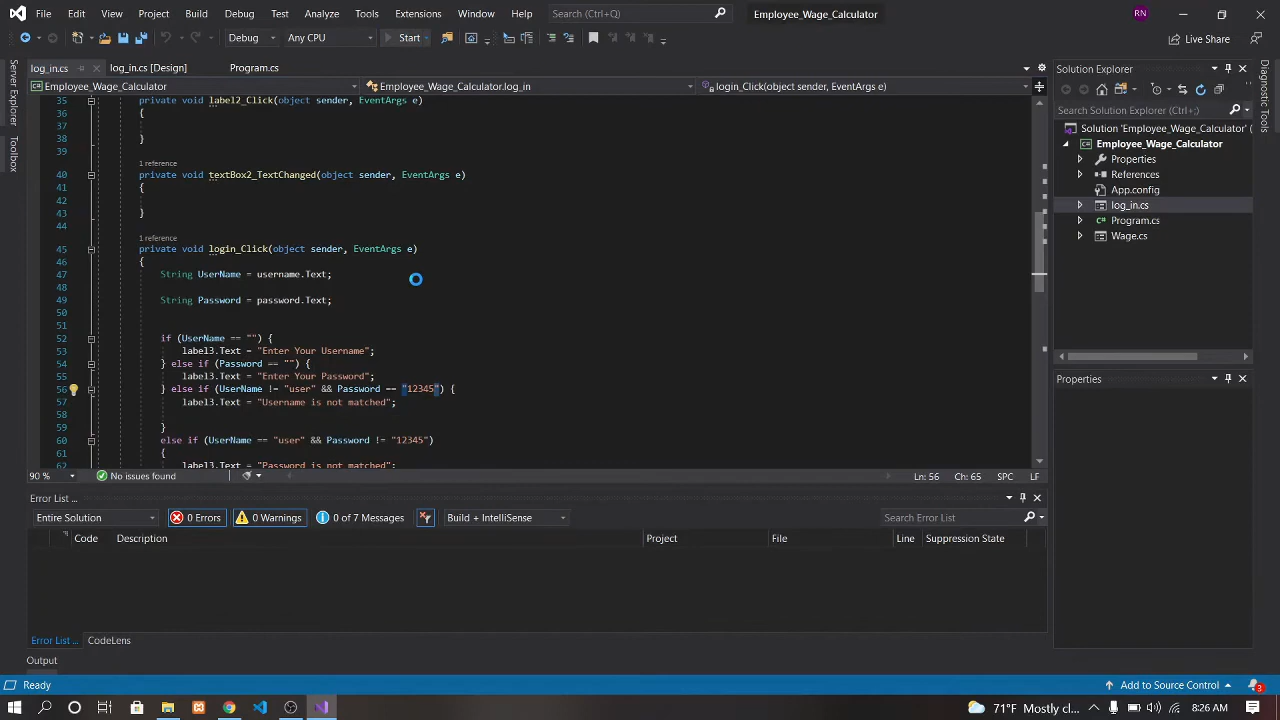 File Edit View Project Build Debug Test Analyze Tools Extensions Window Help Search (Ctrl+Q) Employee_Wage_Calculator RN
Debug Any CPU Start Live Share
log_in.cs log_in.cs [Design] Program.cs
Employee_Wage_Calculator Employee_Wage_Calculator.log_in login_Click(object sender, EventArgs e)
35 private void label2_Click(object sender, EventArgs e)
36 {
37
38 }
39
1 reference
40 private void textBox2_TextChanged(object sender, EventArgs e)
41 {
42
43 }
44
1 reference
45 private void login_Click(object sender, EventArgs e)
46 {
47 String UserName = username.Text;
48
49 String Password = password.Text;
50
51
52 if (UserName == "") {
53 label3.Text = "Enter Your Username";
54 } else if (Password == "") {
55 label3.Text = "Enter Your Password";
56 } else if (UserName != "user" && Password == "12345") {
57 label3.Text = "Username is not matched";
58
59 }
60 else if (UserName == "user" && Password != "12345")
61 {
62 label3.Text = "Password is not matched";
90 % No issues found Ln: 56 Ch: 65 SPC LF
Server Explorer
Toolbox
Solution Explorer
Search Solution Explorer (Ctrl+;)
Solution 'Employee_Wage_Calculator' (
Employee_Wage_Calculator
Properties
References
App.config
log_in.cs
Program.cs
Wage.cs
Properties
Diagnostic Tools
Error List ...
Entire Solution 0 Errors 0 Warnings 0 of 7 Messages Build + IntelliSense Search Error List
Code Description Project File Line Suppression State
Error List ... CodeLens
Output
Ready Add to Source Control 3
71°F Mostly cl... 8:26 AM